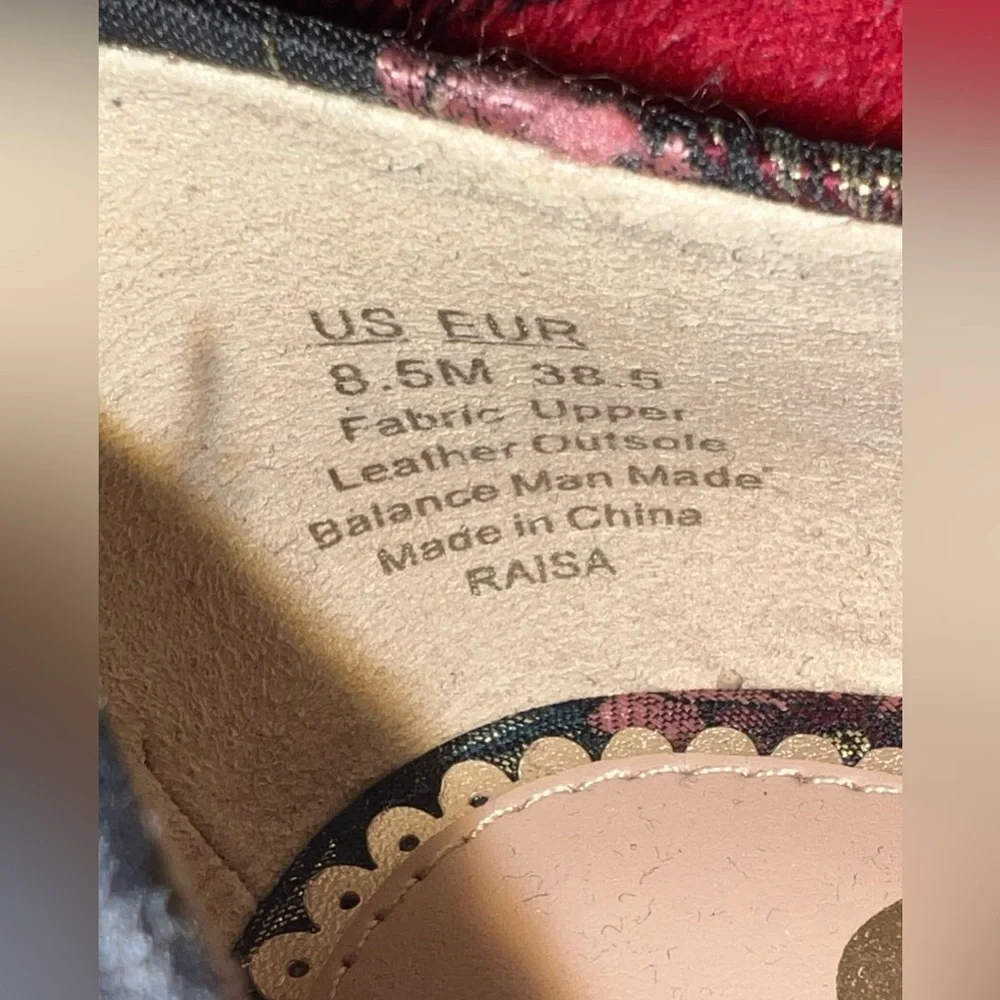 US EUR
8.5M 38.5
Fabric Upper
Leather Outsole
Balance Man Made
Made in China
RAISA